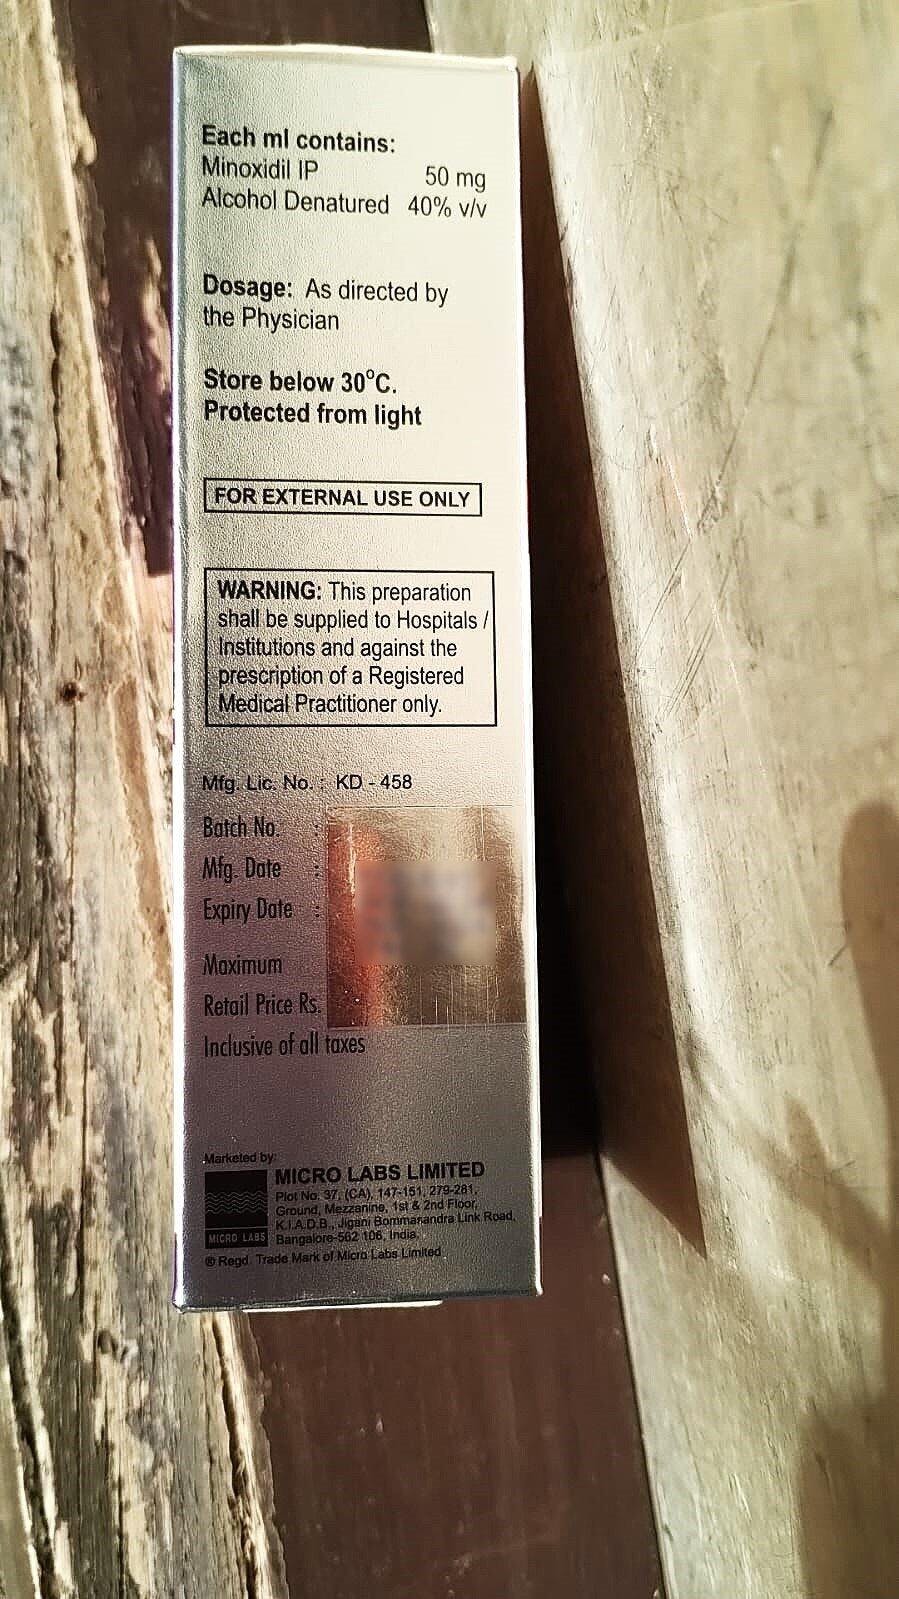 Each ml contains:
Minoxidil IP 50 mg
Alcohol Denatured 40% v/v
Dosage: As directed by
the Physician
Store below 30°C.
Protected from light
FOR EXTERNAL USE ONLY
WARNING: This preparation
shall be supplied to Hospitals /
Institutions and against the
prescription of a Registered
Medical Practitioner only.
Mfg. Lic. No. : KD - 458
Batch No. :
Mfg. Date :
Expiry Date :
Maximum
Retail Price Rs.
Inclusive of all taxes
Marketed by:
MICRO LABS LIMITED
Plot No. 37, (CA), 147-151, 279-281,
Ground, Mezzanine, 1st & 2nd Floor,
K.I.A.D.B., Jigani Bommanandra Link Road,
Bangalore-562 106, India.
MICRO LABS
® Regd. Trade Mark of Micro Labs Limited